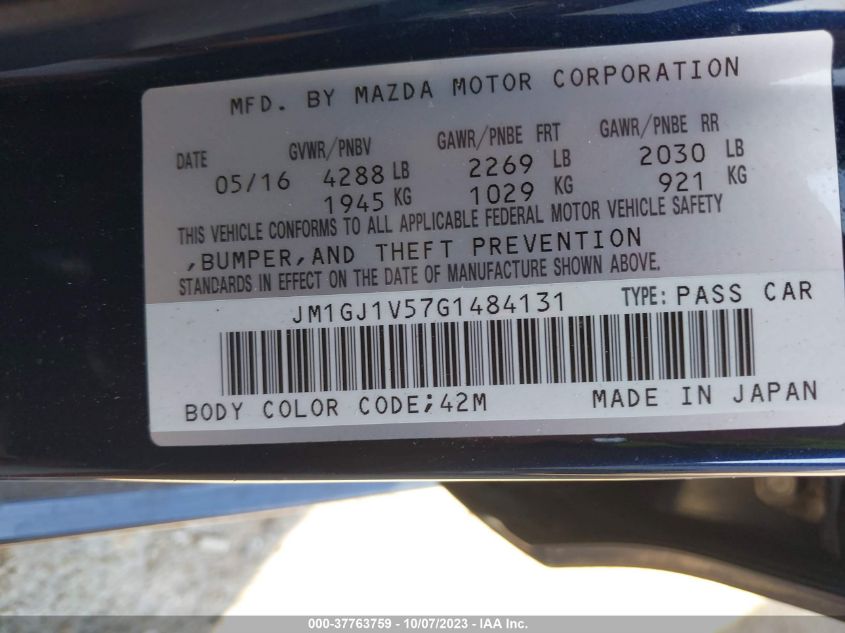 MFD. BY MAZDA MOTOR CORPORATION
DATE GVWR/PNBV GAWR/PNBE FRT GAWR/PNBE RR
05/16 4288 LB 2269 LB 2030 LB
1945 KG 1029 KG 921 KG
THIS VEHICLE CONFORMS TO ALL APPLICABLE FEDERAL MOTOR VEHICLE SAFETY
,BUMPER,AND THEFT PREVENTION
STANDARDS IN EFFECT ON THE DATE OF MANUFACTURE SHOWN ABOVE.
JM1GJ1V57G1484131 TYPE: PASS CAR
BODY COLOR CODE;42M MADE IN JAPAN
000-37763759 - 10/07/2023 - IAA Inc.